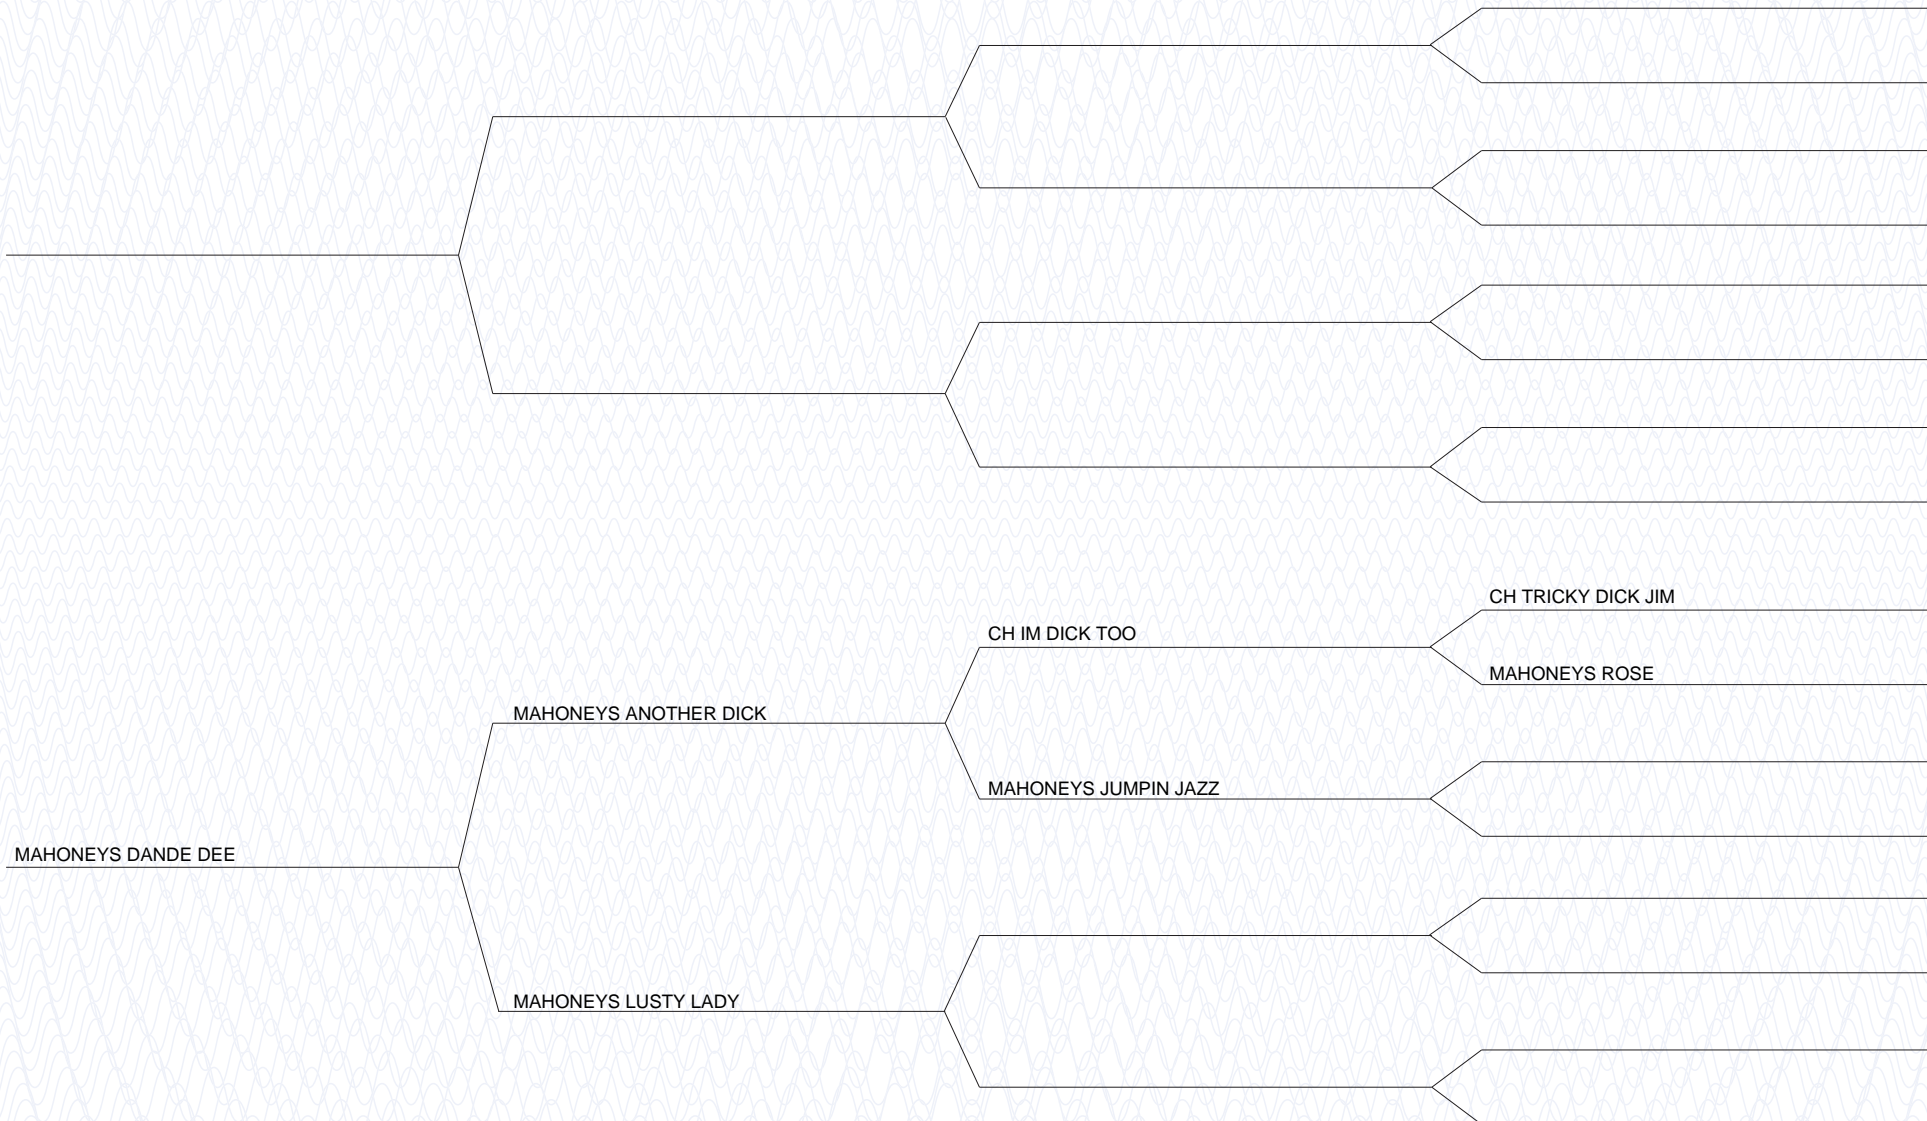 CH TRICKY DICK JIM
CH IM DICK TOO
MAHONEYS ROSE
MAHONEYS ANOTHER DICK
MAHONEYS JUMPIN JAZZ
MAHONEYS DANDE DEE
MAHONEYS LUSTY LADY